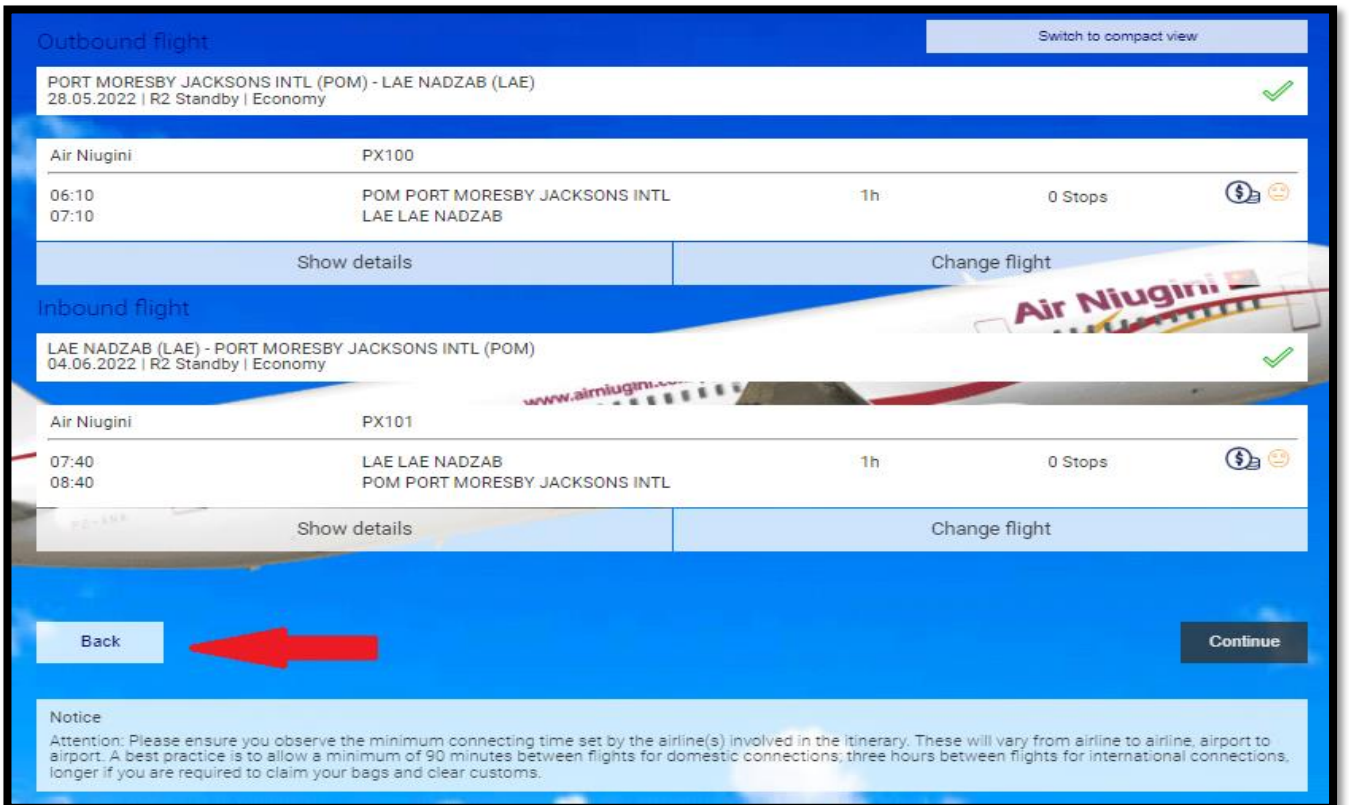 Outbound flight
Switch to compact view
PORT MORESBY JACKSONS INTL (POM) - LAE NADZAB (LAE)
28.05.2022 | R2 Standby | Economy
Air Niugini PX100
06:10 POM PORT MORESBY JACKSONS INTL 1h 0 Stops
07:10 LAE LAE NADZAB
Show details Change flight
Air Niugini
Inbound flight
LAE NADZAB (LAE) - PORT MORESBY JACKSONS INTL (POM)
04.06.2022 | R2 Standby | Economy
Air Niugini PX101
07:40 LAE LAE NADZAB 1h 0 Stops
08:40 POM PORT MORESBY JACKSONS INTL
Show details Change flight
Back
Continue
Notice
Attention: Please ensure you observe the minimum connecting time set by the airline(s) involved in the itinerary. These will vary from airline to airline, airport to
airport. A best practice is to allow a minimum of 90 minutes between flights for domestic connections; three hours between flights for international connections,
longer if you are required to claim your bags and clear customs.